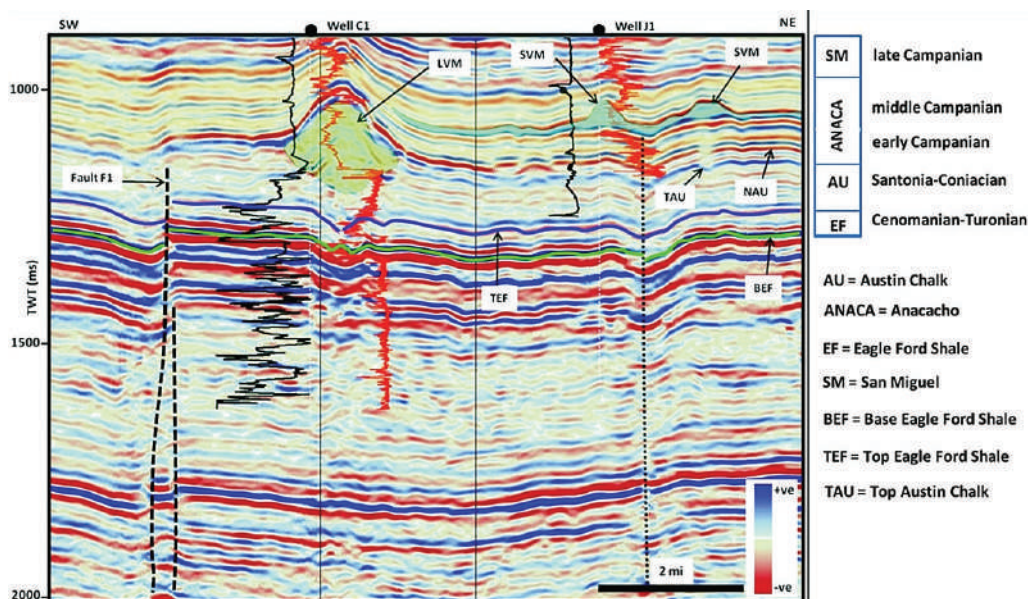 SW
Well C1
Well J1
NE
LVM
SVM
SVM
1000
Fault F1
TAU
NAU
TEF
BEF
TWT (ms)
1500
2000
+ve
-ve
2 mi
SM late Campanian
ANACA
middle Campanian
early Campanian
AU Santonia-Coniacian
EF Cenomanian-Turonian
AU = Austin Chalk
ANACA = Anacacho
EF = Eagle Ford Shale
SM = San Miguel
BEF = Base Eagle Ford Shale
TEF = Top Eagle Ford Shale
TAU = Top Austin Chalk